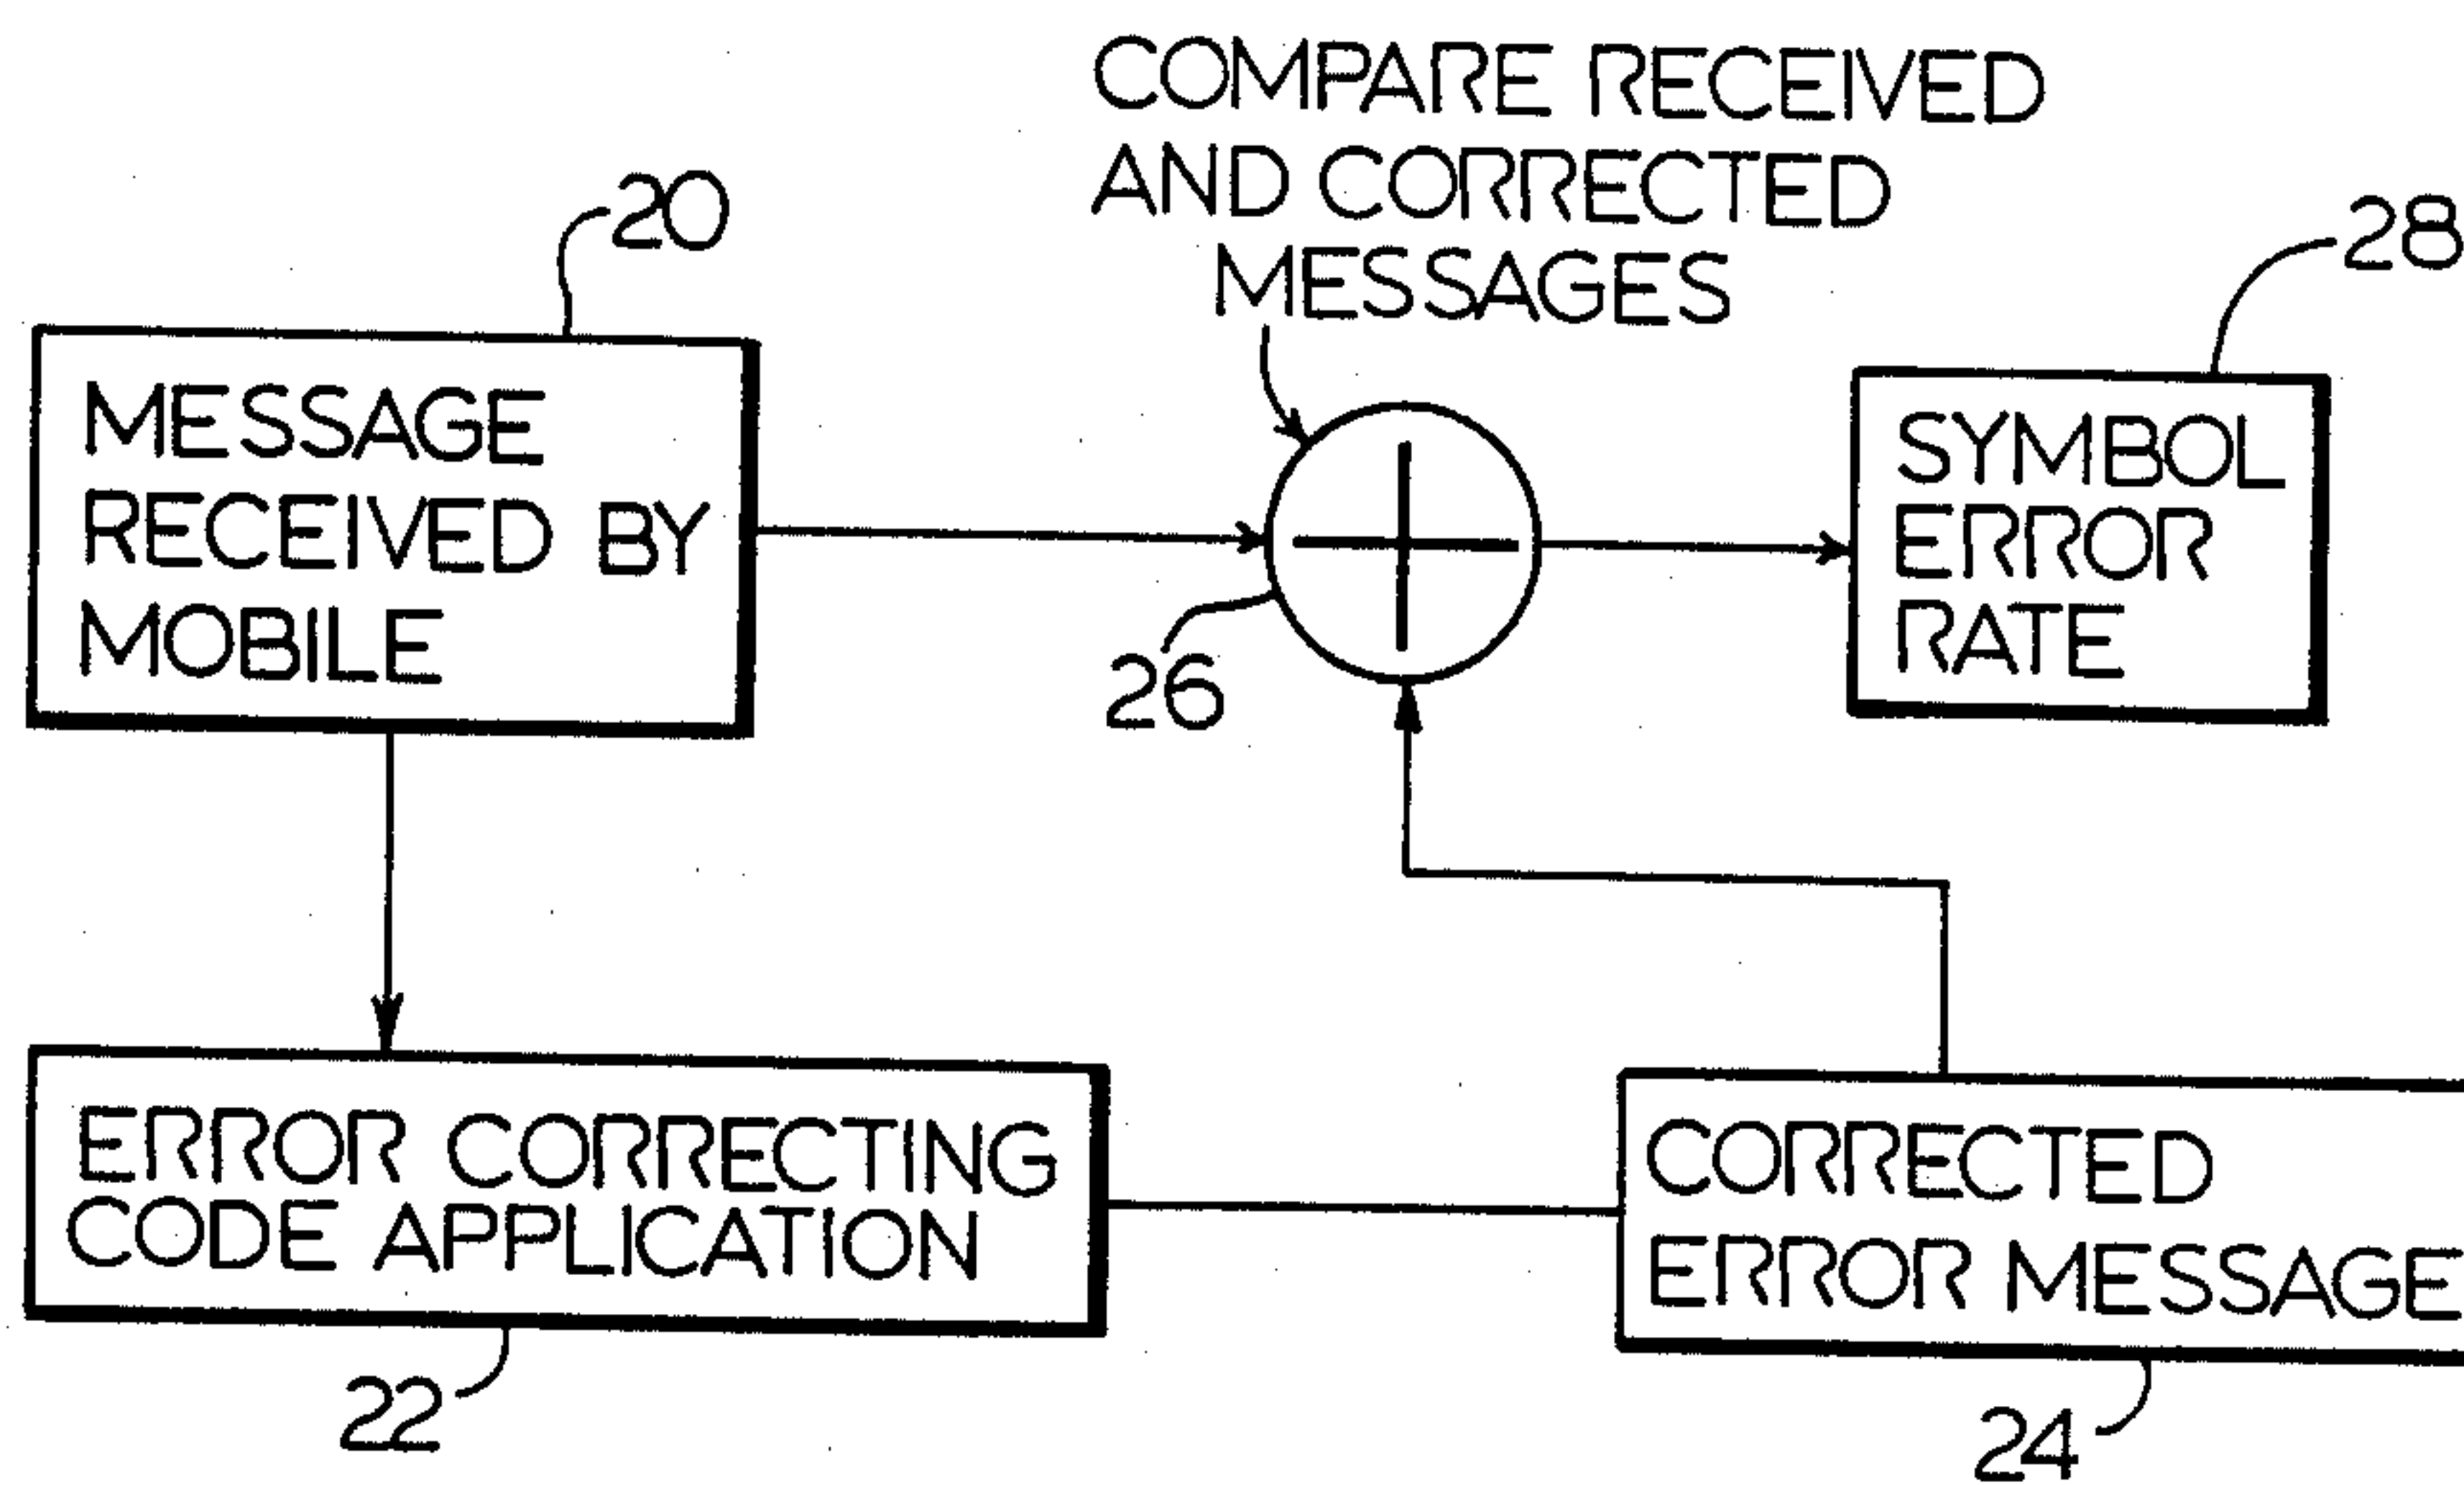 COMPARE RECEIVED
AND CORRECTED
MESSAGES
20
28
MESSAGE
RECEIVED BY
MOBILE
SYMBOL
ERROR
RATE
26
ERROR CORRECTING
CODE APPLICATION
CORRECTED
ERROR MESSAGE
22
24